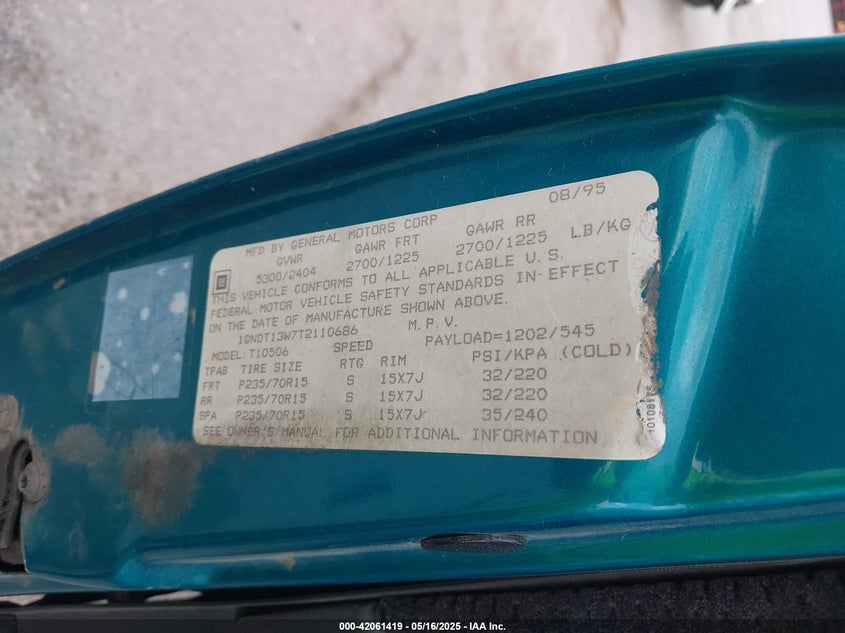 MFD BY GENERAL MOTORS CORP 08/95
GVWR GAWR FRT GAWR RR
5300/2404 2700/1225 2700/1225 LB/KG
THIS VEHICLE CONFORMS TO ALL APPLICABLE U.S.
FEDERAL MOTOR VEHICLE SAFETY STANDARDS IN EFFECT
ON THE DATE OF MANUFACTURE SHOWN ABOVE.
1GNDT13W7T2110686 M.P.V.
MODEL: T10506 SPEED PAYLOAD=1202/545
TPAB TIRE SIZE RTG RIM PSI/KPA (COLD)
FRT P235/70R15 S 15X7J 32/220
RR P235/70R15 S 15X7J 32/220
SPA P235/70R15 S 15X7J 35/240
SEE OWNER'S MANUAL FOR ADDITIONAL INFORMATION
GM
000-42061419 - 05/16/2025 - IAA Inc.